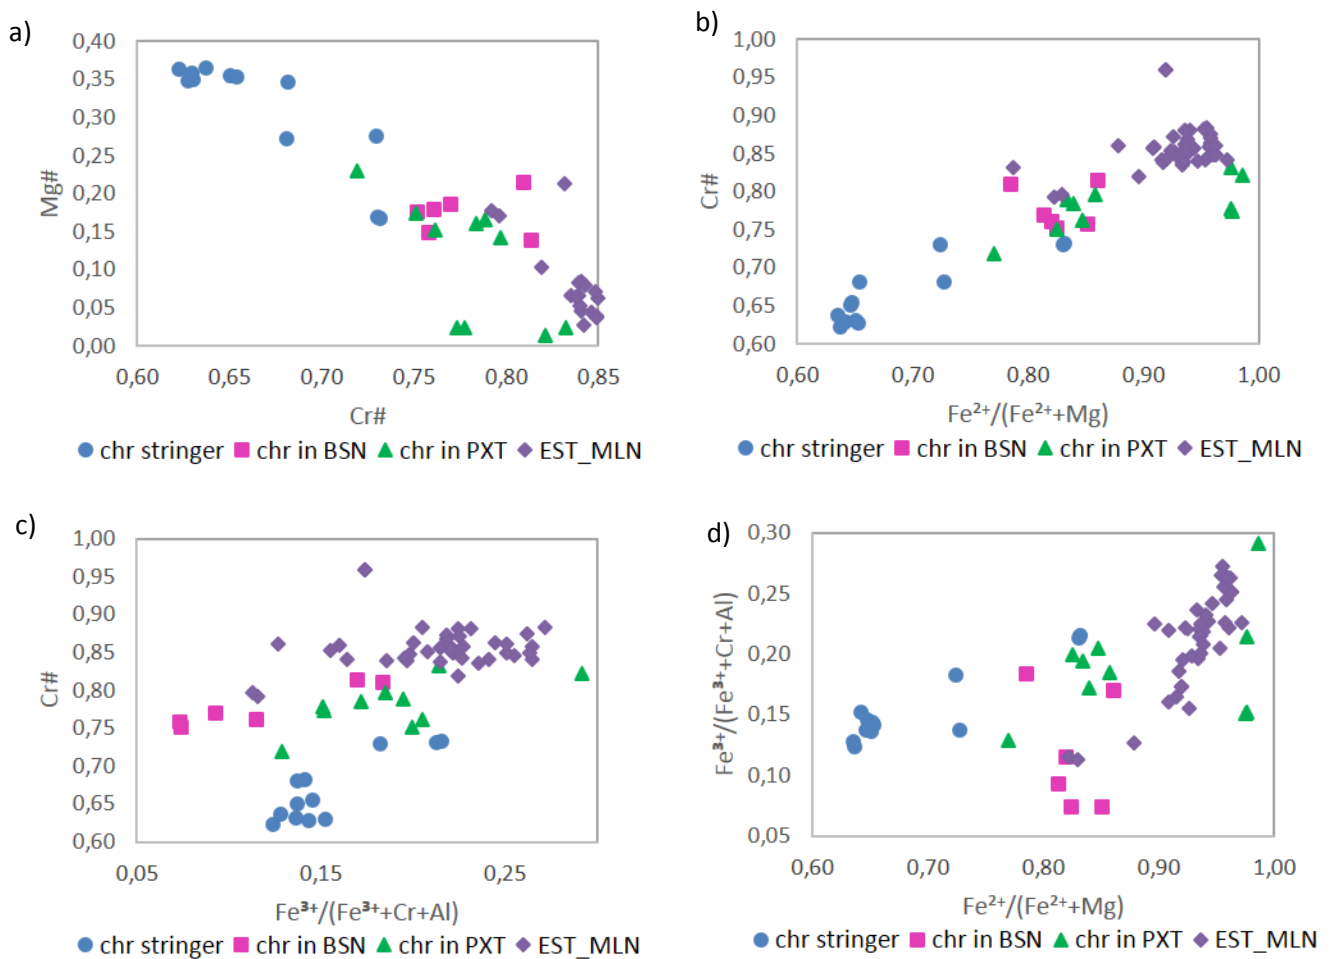 a)
Mg#
0,40
0,35
0,30
0,25
0,20
0,15
0,10
0,05
0,00
0,60 0,65 0,70 0,75 0,80 0,85
Cr#
chr stringer chr in BSN chr in PXT EST_MLN
b)
Cr#
1,00
0,95
0,90
0,85
0,80
0,75
0,70
0,65
0,60
0,60 0,70 0,80 0,90 1,00
Fe²⁺/(Fe²⁺+Mg)
chr stringer chr in BSN chr in PXT EST_MLN
c)
Cr#
1,00
0,95
0,90
0,85
0,80
0,75
0,70
0,65
0,60
0,05 0,15 0,25
Fe³⁺/(Fe³⁺+Cr+Al)
chr stringer chr in BSN chr in PXT EST_MLN
d)
Fe³⁺/(Fe³⁺+Cr+Al)
0,30
0,25
0,20
0,15
0,10
0,05
0,60 0,70 0,80 0,90 1,00
Fe²⁺/(Fe²⁺+Mg)
chr stringer chr in BSN chr in PXT EST_MLN